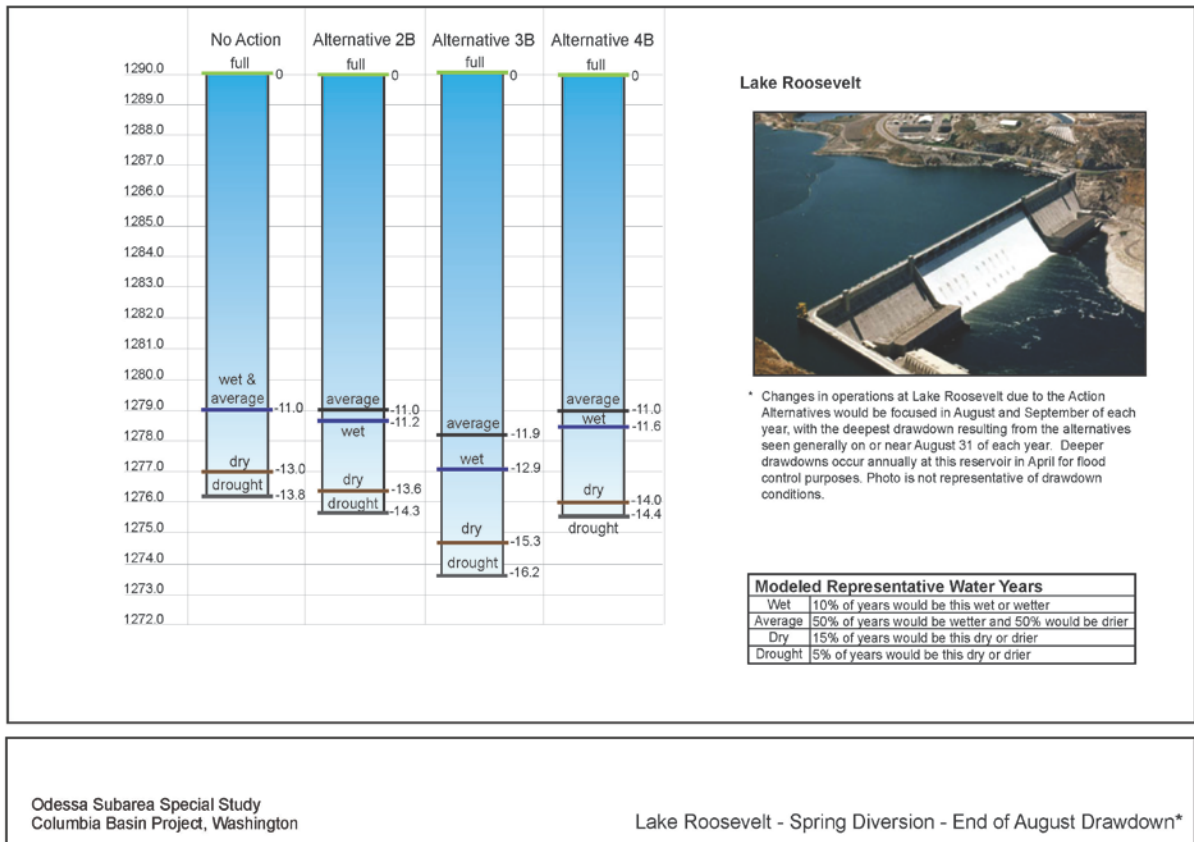 No Action Alternative 2B Alternative 3B Alternative 4B
full full full full
1290.0 0 0 0 0
1289.0
1288.0
1287.0
1286.0
1285.0
1284.0
1283.0
1282.0
1281.0
1280.0
wet &
average -11.0
average -11.0
wet -11.2
average -11.9
wet -12.9
average -11.0
wet -11.6
1279.0
1278.0
1277.0
dry -13.0
drought -13.8
dry -13.6
drought -14.3
dry -15.3
drought -16.2
dry -14.0
-14.4
drought
1276.0
1275.0
1274.0
1273.0
1272.0
Lake Roosevelt
* Changes in operations at Lake Roosevelt due to the Action
Alternatives would be focused in August and September of each
year, with the deepest drawdown resulting from the alternatives
seen generally on or near August 31 of each year. Deeper
drawdowns occur annually at this reservoir in April for flood
control purposes. Photo is not representative of drawdown
conditions.
Modeled Representative Water Years
Wet 10% of years would be this wet or wetter
Average 50% of years would be wetter and 50% would be drier
Dry 15% of years would be this dry or drier
Drought 5% of years would be this dry or drier
Odessa Subarea Special Study
Columbia Basin Project, Washington
Lake Roosevelt - Spring Diversion - End of August Drawdown*